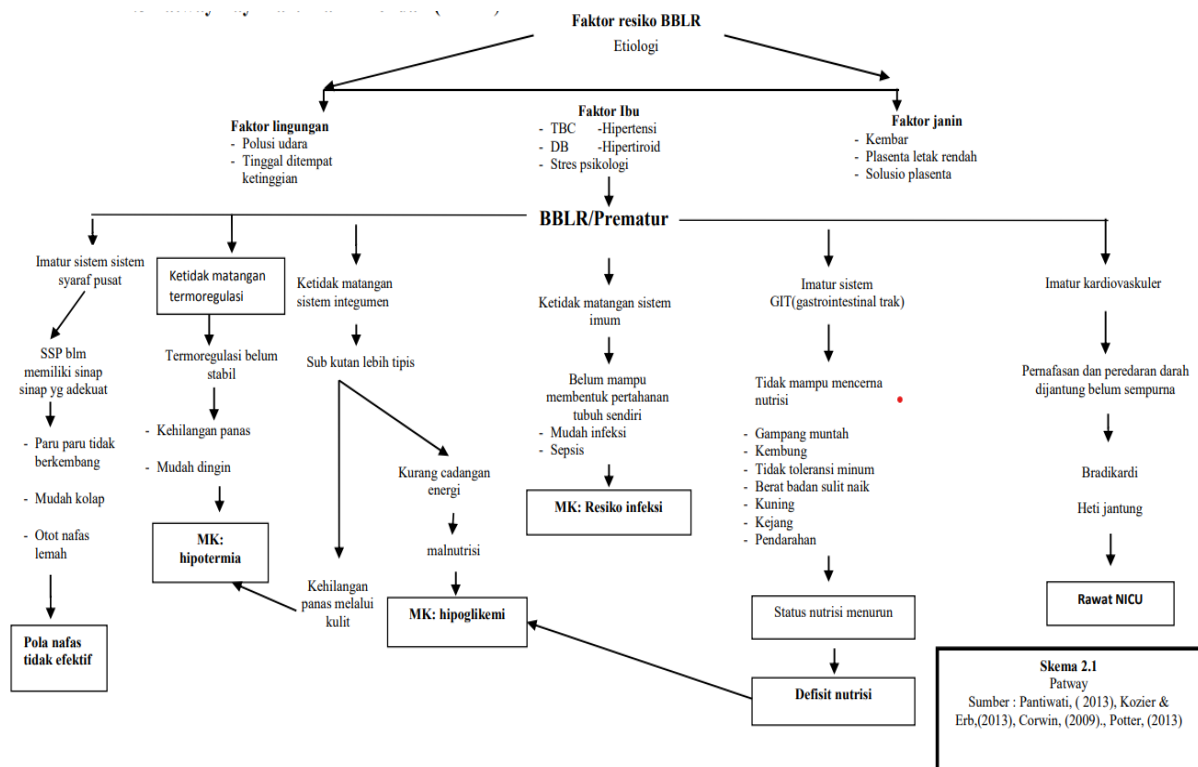 Faktor resiko BBLR
Etiologi
Faktor lingungan
- Polusi udara
- Tinggal ditempat
ketinggian
Faktor Ibu
- TBC -Hipertensi
- DB -Hipertiroid
- Stres psikologi
Faktor janin
- Kembar
- Plasenta letak rendah
- Solusio plasenta
BBLR/Prematur
Imatur sistem sistem
syaraf pusat
SSP blm
memiliki sinap
sinap yg adekuat
- Paru paru tidak
berkembang
- Mudah kolap
- Otot nafas
lemah
Pola nafas
tidak efektif
Ketidak matangan
termoregulasi
Termoregulasi belum
stabil
- Kehilangan panas
- Mudah dingin
MK:
hipotermia
Ketidak matangan
sistem integumen
Sub kutan lebih tipis
Kehilangan
panas melalui
kulit
Kurang cadangan
energi
malnutrisi
MK: hipoglikemi
Ketidak matangan sistem
imum
Belum mampu
membentuk pertahanan
tubuh sendiri
- Mudah infeksi
- Sepsis
MK: Resiko infeksi
Imatur sistem
GIT(gastrointestinal trak)
Tidak mampu mencerna
nutrisi
- Gampang muntah
- Kembung
- Tidak toleransi minum
- Berat badan sulit naik
- Kuning
- Kejang
- Pendarahan
Status nutrisi menurun
Defisit nutrisi
Imatur kardiovaskuler
Pernafasan dan peredaran darah
dijantung belum sempurna
Bradikardi
Heti jantung
Rawat NICU
Skema 2.1
Patway
Sumber : Pantiwati, ( 2013), Kozier &
Erb,(2013), Corwin, (2009)., Potter, (2013)